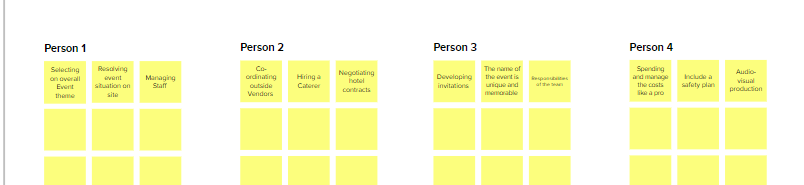 Person 1
Person 2
Person 3
Person 4
Selecting
on overall
Event
theme
Resolving
event
situation on
site
Managing
Staff
Co-
ordinating
outside
Vendors
Hiring a
Caterer
Negotiating
hotel
contracts
Developing
invitations
The name of
the event is
unique and
memorable
Responsibilities
of the team
Spending
and manage
the costs
like a pro
Include a
safety plan
Audio-
visual
production